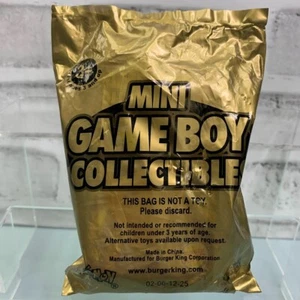 MINI
GAME BOY
COLLECTIBLE
THIS BAG IS NOT A TOY.
Please discard.
Not intended or recommended for
children under 3 years of age.
Alternative toys available upon request.
Made in China.
Manufactured for Burger King Corporation
www.burgerking.com